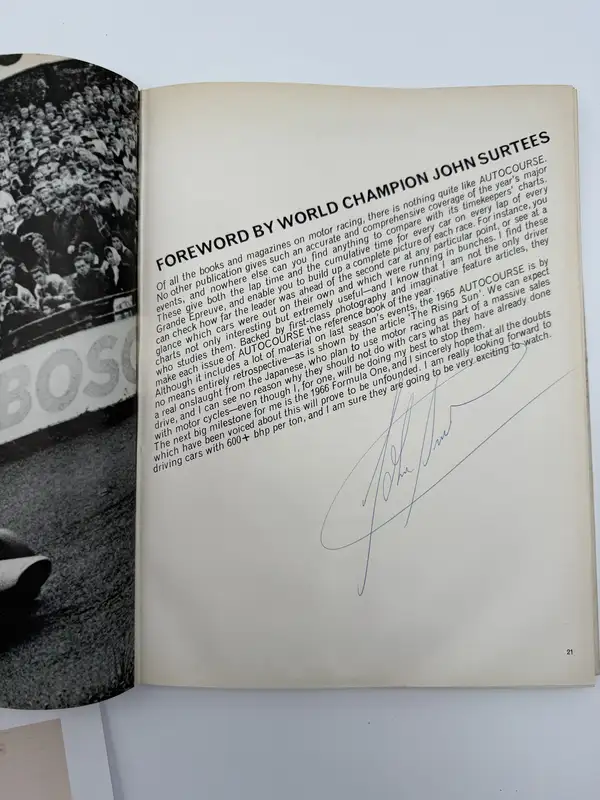 BOSC
FOREWORD BY WORLD CHAMPION JOHN SURTEES
Of all the books and magazines on motor racing, there is nothing quite like AUTOCOURSE.
No other publication gives such an accurate and comprehensive coverage of the year's major
events, and nowhere else can you find anything to compare with its timekeepers' charts.
These give both the lap time and the cumulative time for every car on every lap of every
Grande Epreuve, and enable you to build up a complete picture of each race. For instance, you
can check how far the leader was ahead of the second car at any particular point, or see at a
glance which cars were out on their own and which were running in bunches. I find these
charts not only interesting but extremely useful—and I know that I am not the only driver
who studies them. Backed by first-class photography and imaginative feature articles, they
make each issue of AUTOCOURSE the reference book of the year.
Although it includes a lot of material on last season's events, the 1965 AUTOCOURSE is by
no means entirely retrospective—as is shown by the article 'The Rising Sun'. We can expect
a real onslaught from the Japanese, who plan to use motor racing as part of a massive sales
drive, and I can see no reason why they should not do with cars what they have already done
with motor cycles—even though I, for one, will be doing my best to stop them.
The next big milestone for me is the 1966 Formula One, and I sincerely hope that all the doubts
which have been voiced about this will prove to be unfounded. I am really looking forward to
driving cars with 600+ bhp per ton, and I am sure they are going to be very exciting to watch.
21